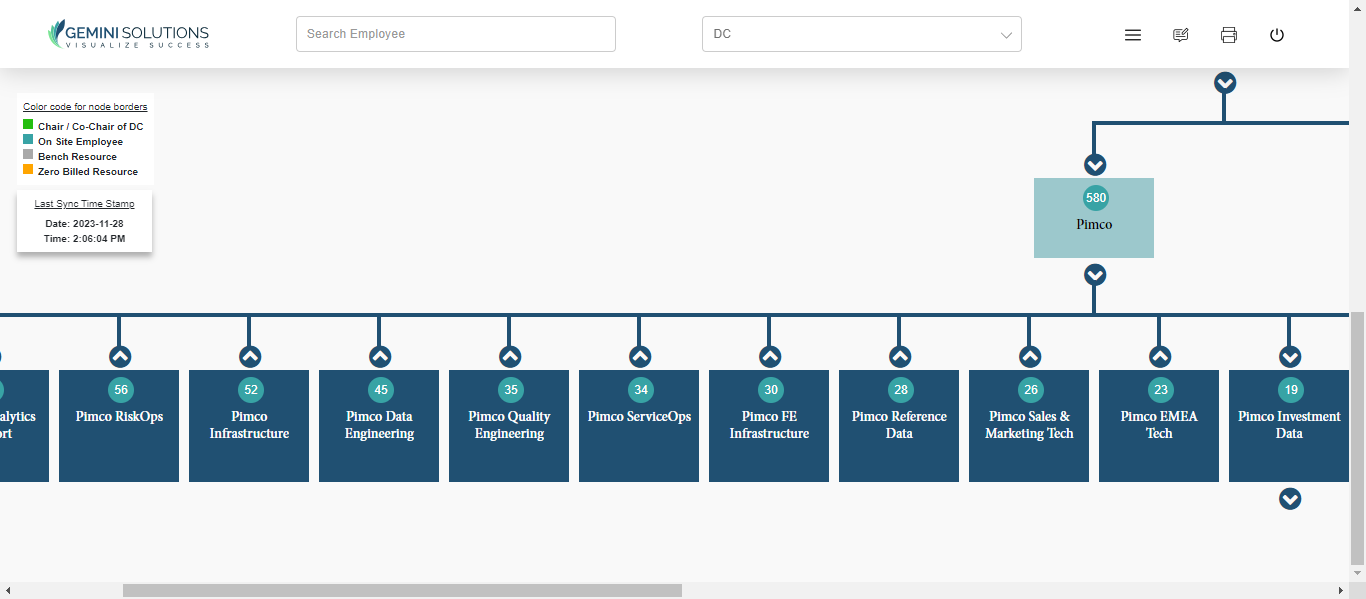 GEMINI SOLUTIONS
VISUALIZE SUCCESS
Search Employee
DC
Color code for node borders
Chair / Co-Chair of DC
On Site Employee
Bench Resource
Zero Billed Resource
Last Sync Time Stamp
Date: 2023-11-28
Time: 2:06:04 PM
580
Pimco
56
Pimco RiskOps
52
Pimco
Infrastructure
45
Pimco Data
Engineering
35
Pimco Quality
Engineering
34
Pimco ServiceOps
30
Pimco FE
Infrastructure
28
Pimco Reference
Data
26
Pimco Sales &
Marketing Tech
23
Pimco EMEA
Tech
19
Pimco Investment
Data